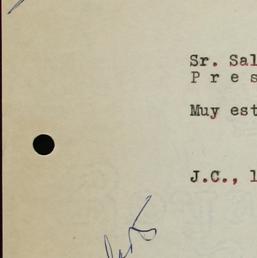 Sr. Sal
P r e s
Muy est
J.C., l